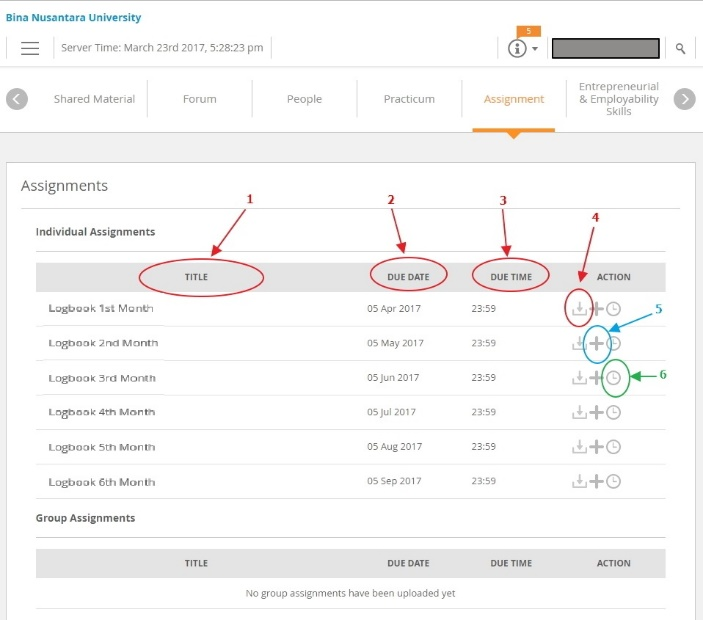 Bina Nusantara University
5
Server Time: March 23rd 2017, 5:28:23 pm
Shared Material Forum People Practicum Assignment Entrepreneurial & Employability Skills
Assignments
1 2 3 4
Individual Assignments
TITLE DUE DATE DUE TIME ACTION
Logbook 1st Month 05 Apr 2017 23:59
5
Logbook 2nd Month 05 May 2017 23:59
Logbook 3rd Month 05 Jun 2017 23:59 6
Logbook 4th Month 05 Jul 2017 23:59
Logbook 5th Month 05 Aug 2017 23:59
Logbook 6th Month 05 Sep 2017 23:59
Group Assignments
TITLE DUE DATE DUE TIME ACTION
No group assignments have been uploaded yet